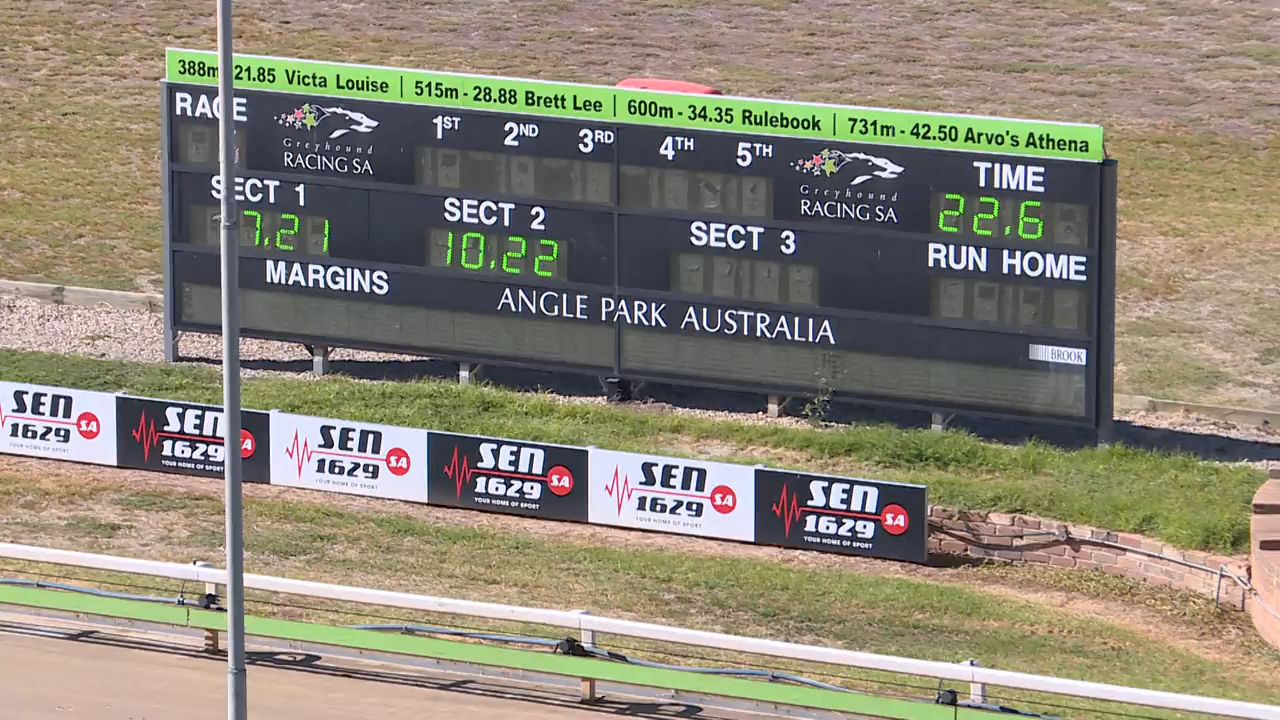 388m 21.85 Victa Louise | 515m - 28.88 Brett Lee | 600m - 34.35 Rulebook | 731m - 42.50 Arvo's Athena
RACE
Greyhound
RACING SA
1ST 2ND 3RD 4TH 5TH
Greyhound
RACING SA
TIME
22.6
SECT 1
7.21
SECT 2
10.22
SECT 3
RUN HOME
MARGINS
ANGLE PARK AUSTRALIA
BROOK
SEN
1629 SA
YOUR HOME OF SPORT
SEN
1629 SA
YOUR HOME OF SPORT
SEN
1629 SA
YOUR HOME OF SPORT
SEN
1629 SA
YOUR HOME OF SPORT
SEN
1629 SA
YOUR HOME OF SPORT
SEN
1629 SA
YOUR HOME OF SPORT